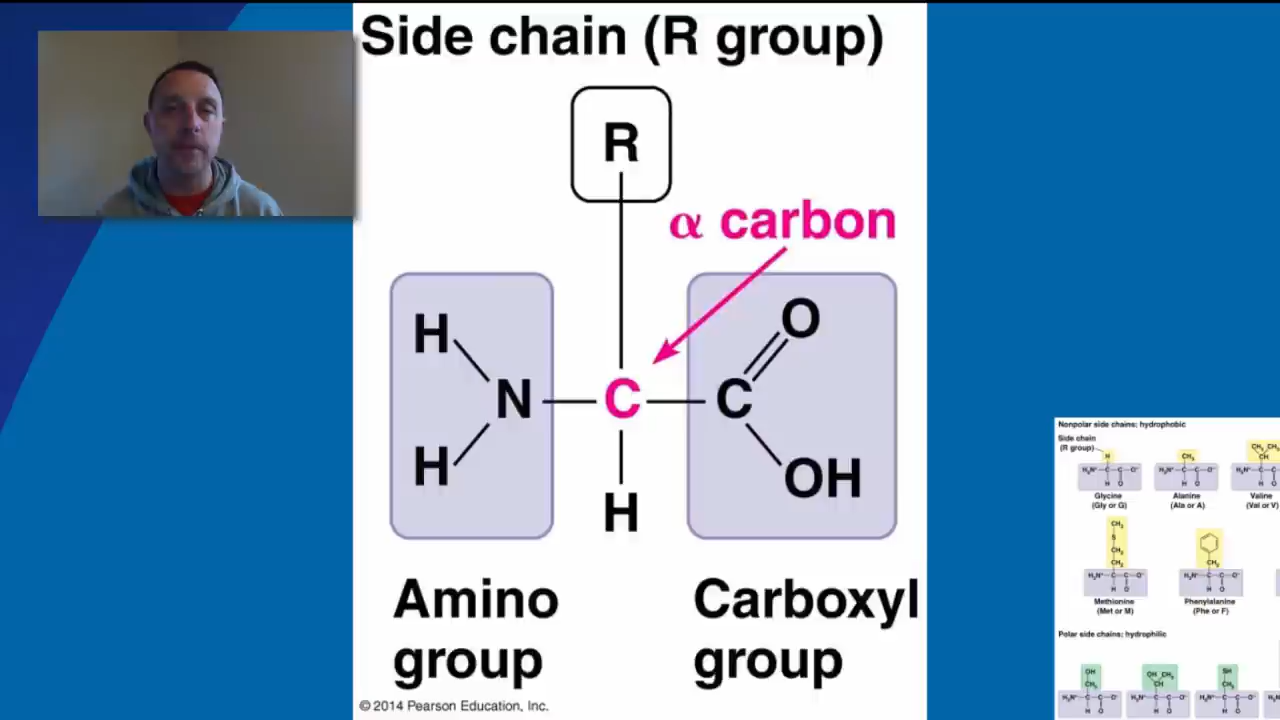 Side chain (R group)
R
α carbon
H
O
N
C
C
H
OH
H
Amino
group
Carboxyl
group
© 2014 Pearson Education, Inc.
Nonpolar side chains; hydrophobic
Side chain
(R group)
Glycine
(Gly or G)
Alanine
(Ala or A)
Valine
(Val or V)
Methionine
(Met or M)
Phenylalanine
(Phe or F)
Polar side chains; hydrophilic